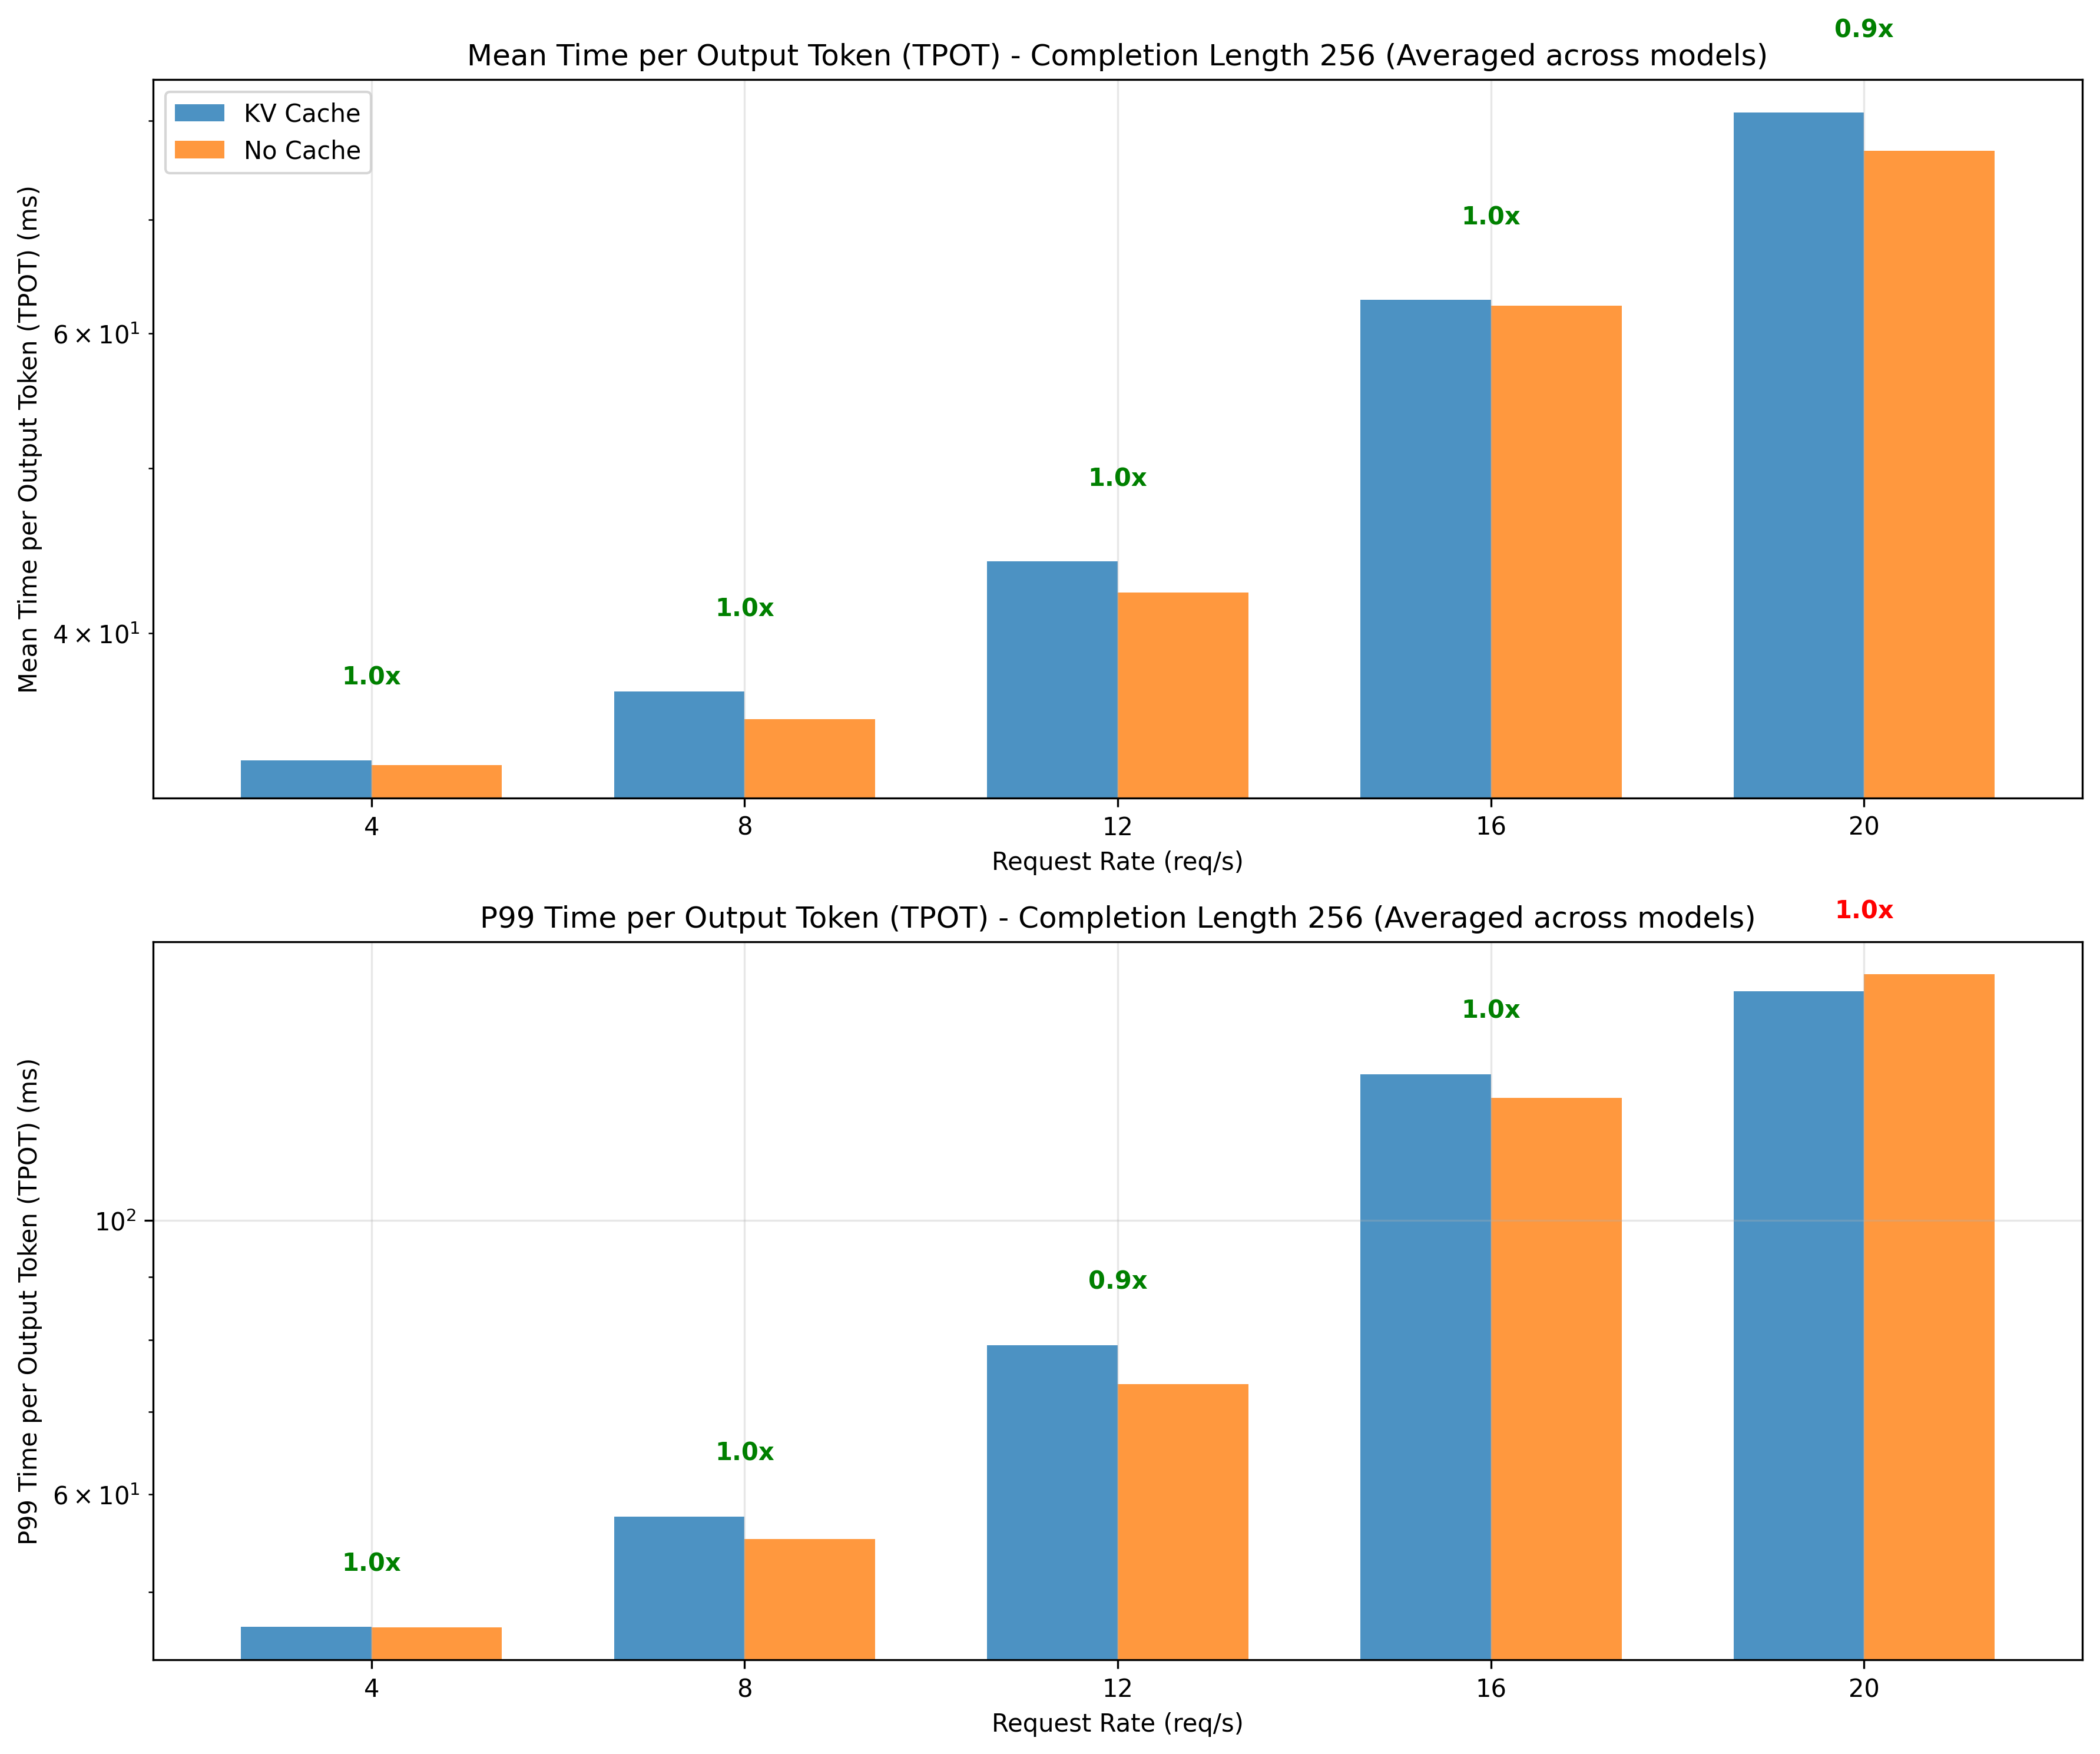 0.9x
Mean Time per Output Token (TPOT) - Completion Length 256 (Averaged across models)
KV Cache
No Cache
Mean Time per Output Token (TPOT) (ms)
6 × 10¹
4 × 10¹
1.0x
1.0x
1.0x
1.0x
4
8
12
16
20
Request Rate (req/s)
1.0x
P99 Time per Output Token (TPOT) - Completion Length 256 (Averaged across models)
P99 Time per Output Token (TPOT) (ms)
10²
6 × 10¹
1.0x
1.0x
0.9x
1.0x
4
8
12
16
20
Request Rate (req/s)